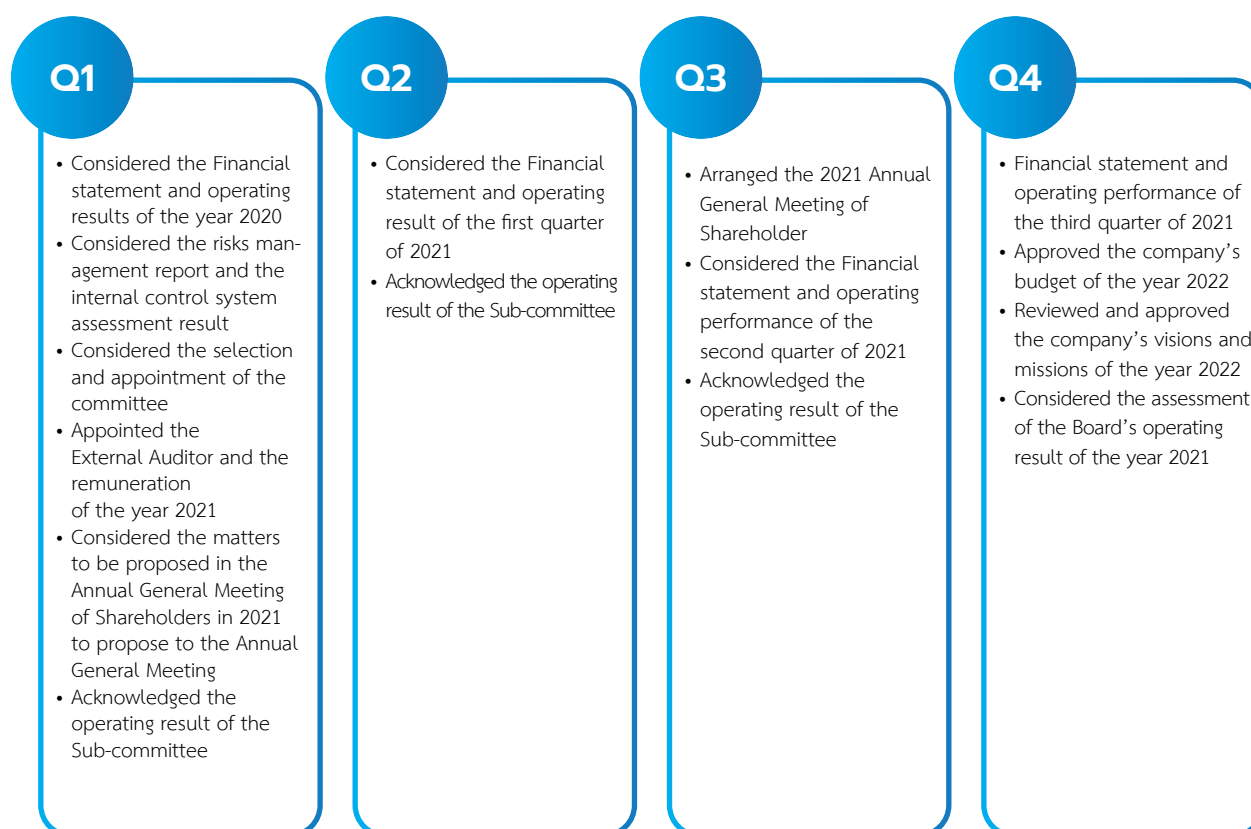 Q1
• Considered the Financial
statement and operating
results of the year 2020
• Considered the risks man-
agement report and the
internal control system
assessment result
• Considered the selection
and appointment of the
committee
• Appointed the
External Auditor and the
remuneration
of the year 2021
• Considered the matters
to be proposed in the
Annual General Meeting
of Shareholders in 2021
to propose to the Annual
General Meeting
• Acknowledged the
operating result of the
Sub-committee
Q2
• Considered the Financial
statement and operating
result of the first quarter
of 2021
• Acknowledged the operating
result of the Sub-committee
Q3
• Arranged the 2021 Annual
General Meeting of
Shareholder
• Considered the Financial
statement and operating
performance of the
second quarter of 2021
• Acknowledged the
operating result of the
Sub-committee
Q4
• Financial statement and
operating performance of
the third quarter of 2021
• Approved the company's
budget of the year 2022
• Reviewed and approved
the company's visions and
missions of the year 2022
• Considered the assessment
of the Board's operating
result of the year 2021